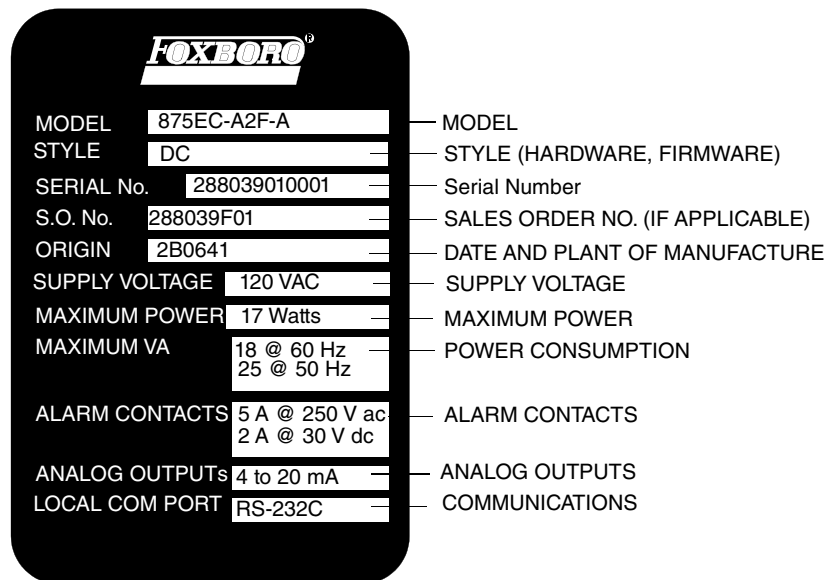 FOXBORO®
MODEL 875EC-A2F-A MODEL
STYLE DC STYLE (HARDWARE, FIRMWARE)
SERIAL No. 288039010001 Serial Number
S.O. No. 288039F01 SALES ORDER NO. (IF APPLICABLE)
ORIGIN 2B0641 DATE AND PLANT OF MANUFACTURE
SUPPLY VOLTAGE 120 VAC SUPPLY VOLTAGE
MAXIMUM POWER 17 Watts MAXIMUM POWER
MAXIMUM VA 18 @ 60 Hz POWER CONSUMPTION
25 @ 50 Hz
ALARM CONTACTS 5 A @ 250 V ac ALARM CONTACTS
2 A @ 30 V dc
ANALOG OUTPUTs 4 to 20 mA ANALOG OUTPUTS
LOCAL COM PORT RS-232C COMMUNICATIONS